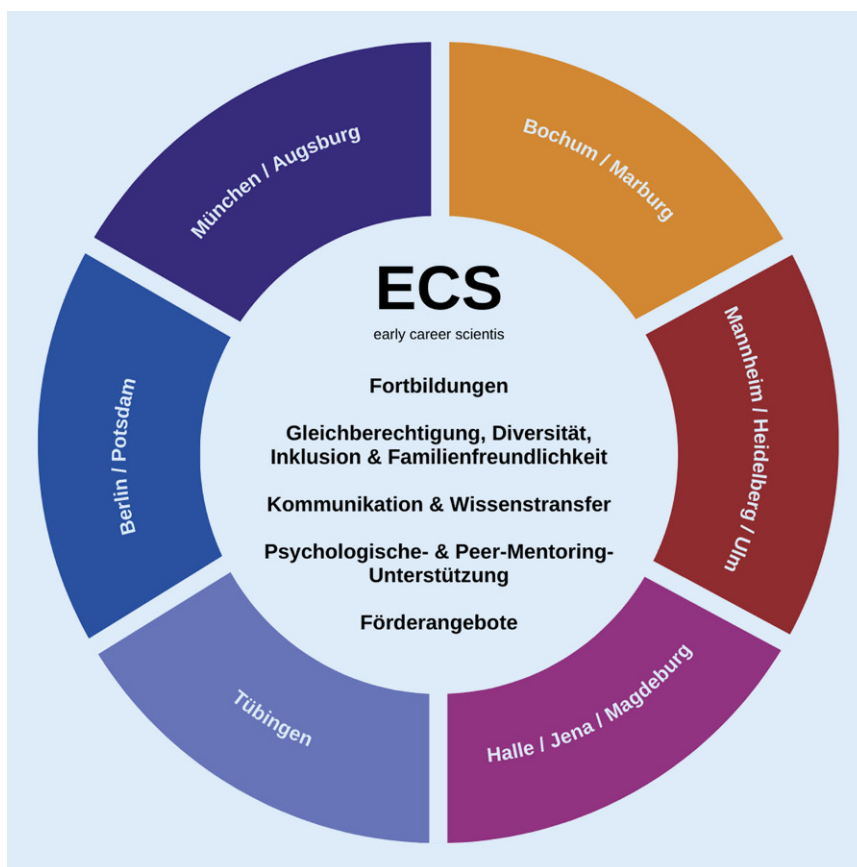 München / Augsburg
Bochum / Marburg
ECS
early career scientis
Fortbildungen
Gleichberechtigung, Diversität,
Inklusion & Familienfreundlichkeit
Kommunikation & Wissenstransfer
Psychologische- & Peer-Mentoring-
Unterstützung
Förderangebote
Berlin / Potsdam
Mannheim / Heidelberg / Ulm
Tübingen
Halle / Jena / Magdeburg